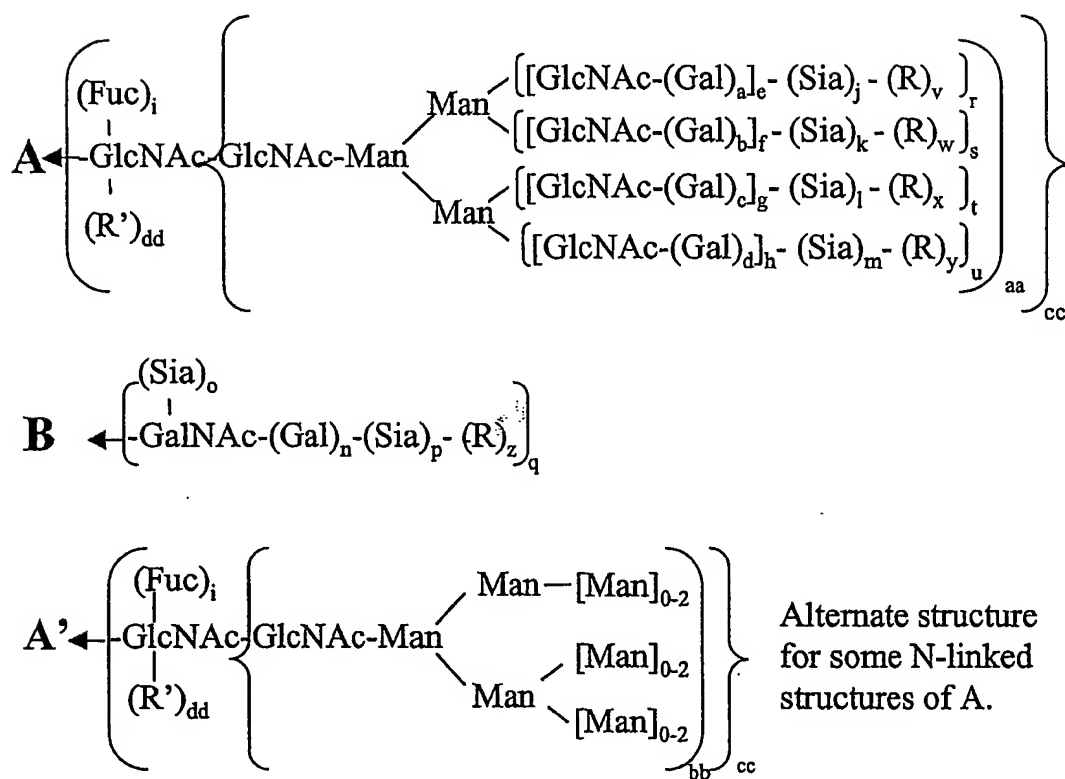 (Fuc)i
A GlcNAc-GlcNAc-Man
(R')dd
Man
Man
[GlcNAc-(Gal)a]e- (Sia)j- (R)v r
[GlcNAc-(Gal)b]f- (Sia)k- (R)w s
[GlcNAc-(Gal)c]g- (Sia)l- (R)x t
[GlcNAc-(Gal)d]h- (Sia)m- (R)y u
aa
cc
(Sia)o
B -GalNAc-(Gal)n-(Sia)p- (R)z q
(Fuc)i
A' GlcNAc-GlcNAc-Man
(R')dd
Man—[Man]0-2
Man
[Man]0-2
[Man]0-2
bb
cc
Alternate structure
for some N-linked
structures of A.